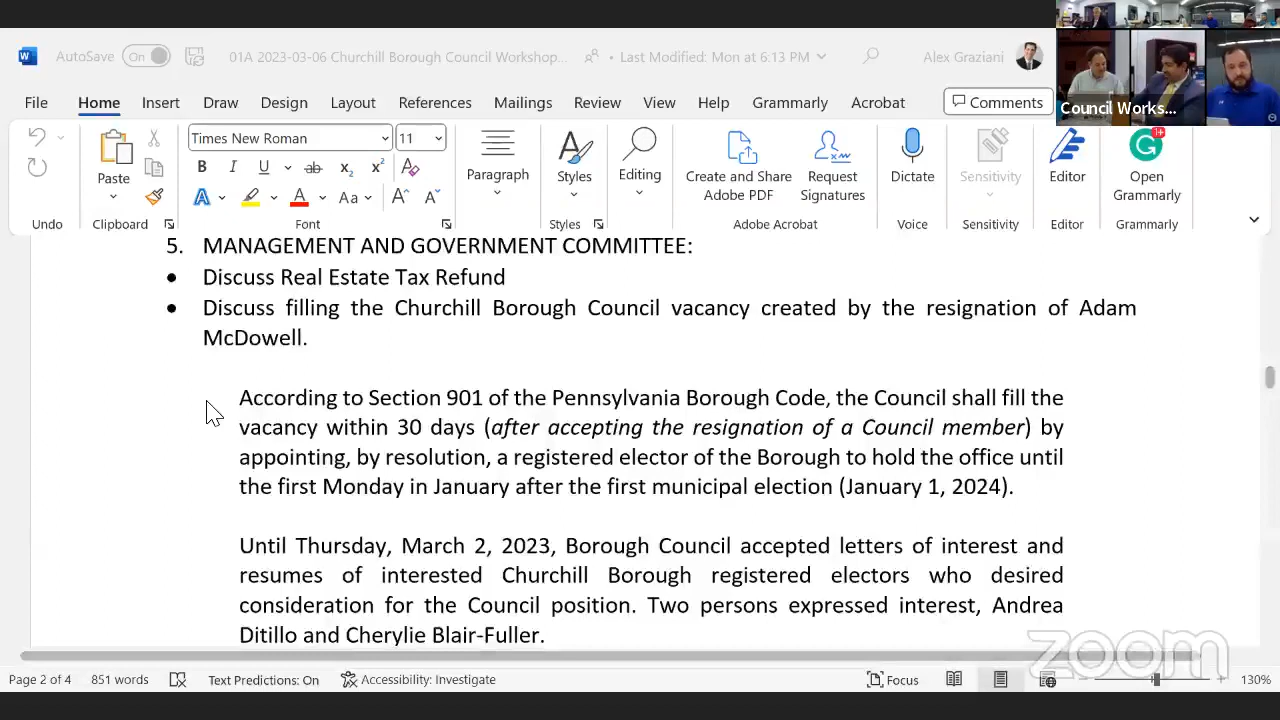 AutoSave On 01A 2023-03-06 Churchill Borough Council Workshop... • Last Modified: Mon at 6:13 PM Alex Graziani
File Home Insert Draw Design Layout References Mailings Review View Help Grammarly Acrobat Comments
Council Works...
Times New Roman 11
Paste Paragraph Styles Editing Create and Share Adobe PDF Request Signatures Dictate Sensitivity Editor Open Grammarly
Undo Clipboard Font Styles Adobe Acrobat Voice Sensitivity Editor Grammarly
5. MANAGEMENT AND GOVERNMENT COMMITTEE:
• Discuss Real Estate Tax Refund
• Discuss filling the Churchill Borough Council vacancy created by the resignation of Adam
McDowell.
According to Section 901 of the Pennsylvania Borough Code, the Council shall fill the
vacancy within 30 days (after accepting the resignation of a Council member) by
appointing, by resolution, a registered elector of the Borough to hold the office until
the first Monday in January after the first municipal election (January 1, 2024).
Until Thursday, March 2, 2023, Borough Council accepted letters of interest and
resumes of interested Churchill Borough registered electors who desired
consideration for the Council position. Two persons expressed interest, Andrea
Ditillo and Cherylie Blair-Fuller.
zoom
Page 2 of 4 851 words Text Predictions: On Accessibility: Investigate Focus 130%